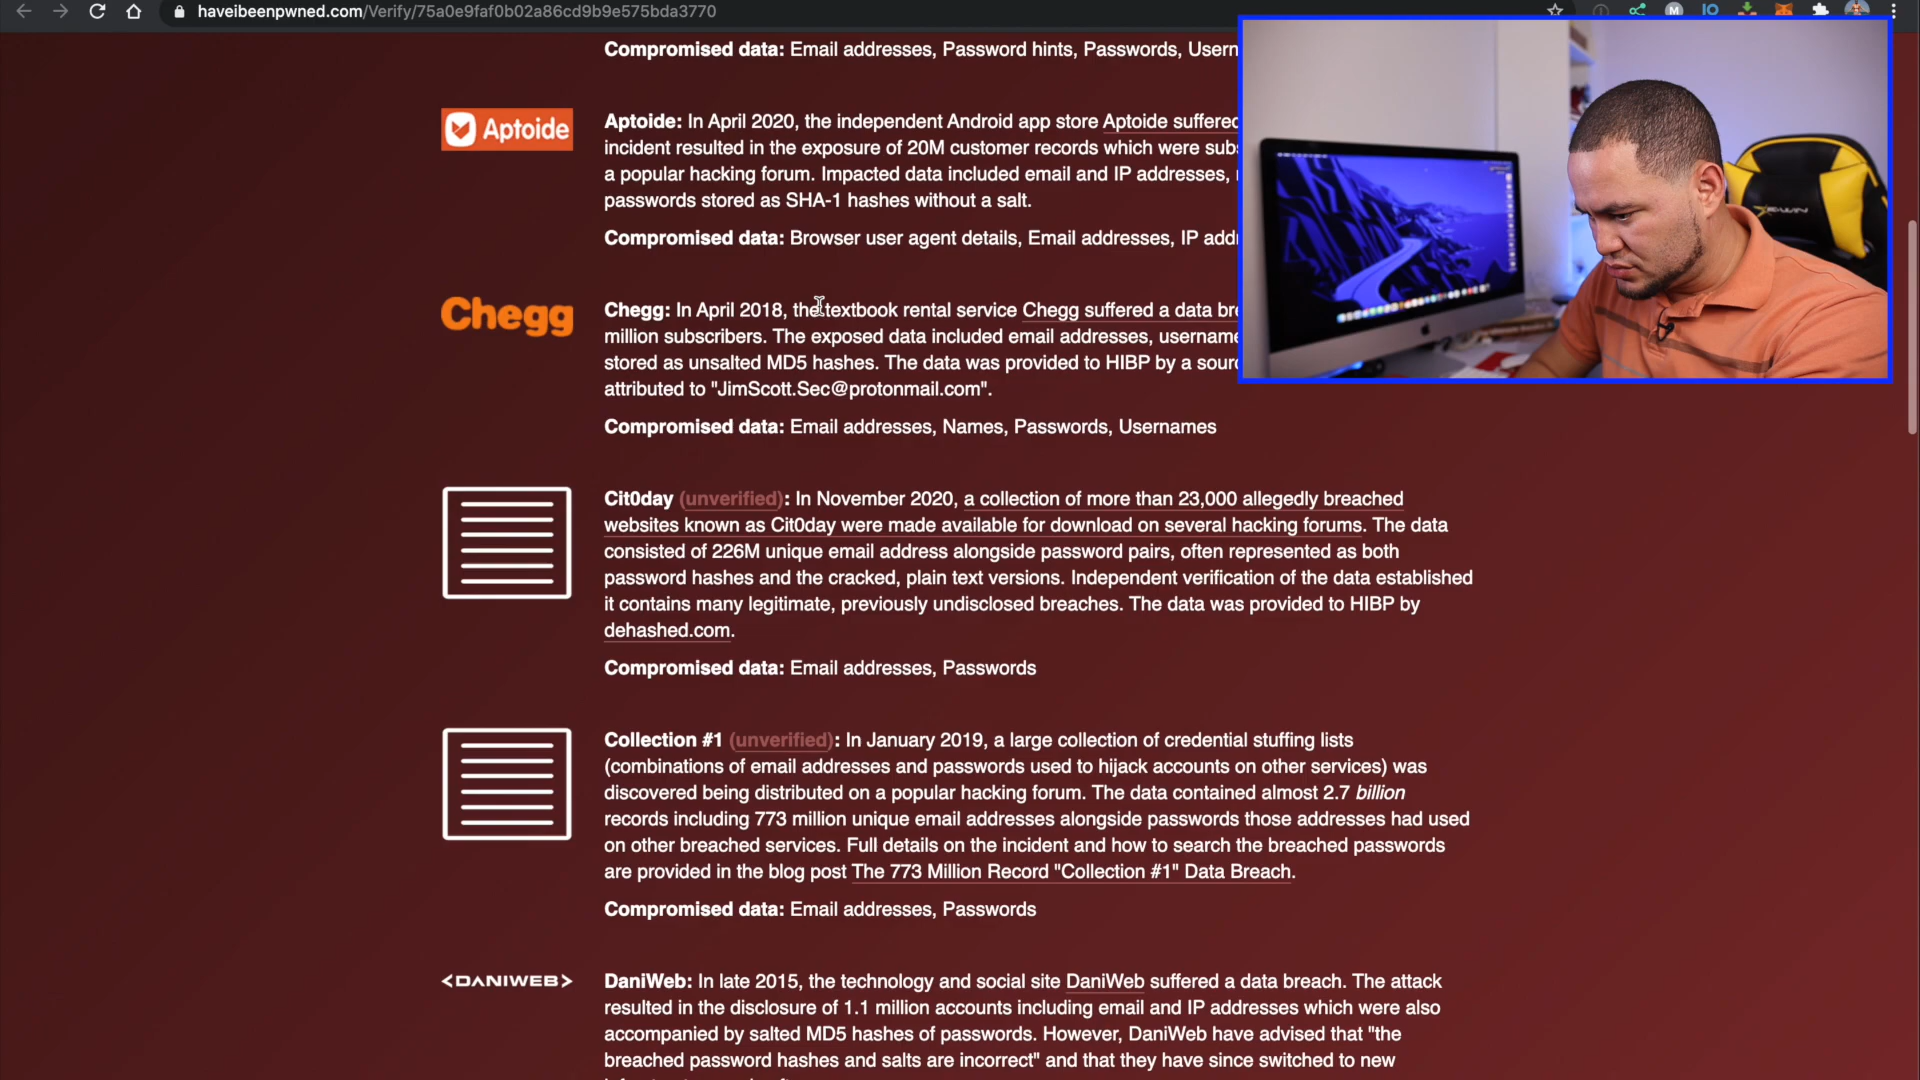 haveibeenpwned.com/Verify/75a0e9faf0b02a86cd9b9e575bda3770
Compromised data: Email addresses, Password hints, Passwords, Usern
Aptoide
Aptoide: In April 2020, the independent Android app store Aptoide suffered
incident resulted in the exposure of 20M customer records which were subs
a popular hacking forum. Impacted data included email and IP addresses,
passwords stored as SHA-1 hashes without a salt.
Compromised data: Browser user agent details, Email addresses, IP add
Chegg
Chegg: In April 2018, the textbook rental service Chegg suffered a data bre
million subscribers. The exposed data included email addresses, username
stored as unsalted MD5 hashes. The data was provided to HIBP by a sourc
attributed to "JimScott.Sec@protonmail.com".
Compromised data: Email addresses, Names, Passwords, Usernames
Cit0day (unverified): In November 2020, a collection of more than 23,000 allegedly breached
websites known as Cit0day were made available for download on several hacking forums. The data
consisted of 226M unique email address alongside password pairs, often represented as both
password hashes and the cracked, plain text versions. Independent verification of the data established
it contains many legitimate, previously undisclosed breaches. The data was provided to HIBP by
dehashed.com.
Compromised data: Email addresses, Passwords
Collection #1 (unverified): In January 2019, a large collection of credential stuffing lists
(combinations of email addresses and passwords used to hijack accounts on other services) was
discovered being distributed on a popular hacking forum. The data contained almost 2.7 billion
records including 773 million unique email addresses alongside passwords those addresses had used
on other breached services. Full details on the incident and how to search the breached passwords
are provided in the blog post The 773 Million Record "Collection #1" Data Breach.
Compromised data: Email addresses, Passwords
<DANIWEB>
DaniWeb: In late 2015, the technology and social site DaniWeb suffered a data breach. The attack
resulted in the disclosure of 1.1 million accounts including email and IP addresses which were also
accompanied by salted MD5 hashes of passwords. However, DaniWeb have advised that "the
breached password hashes and salts are incorrect" and that they have since switched to new